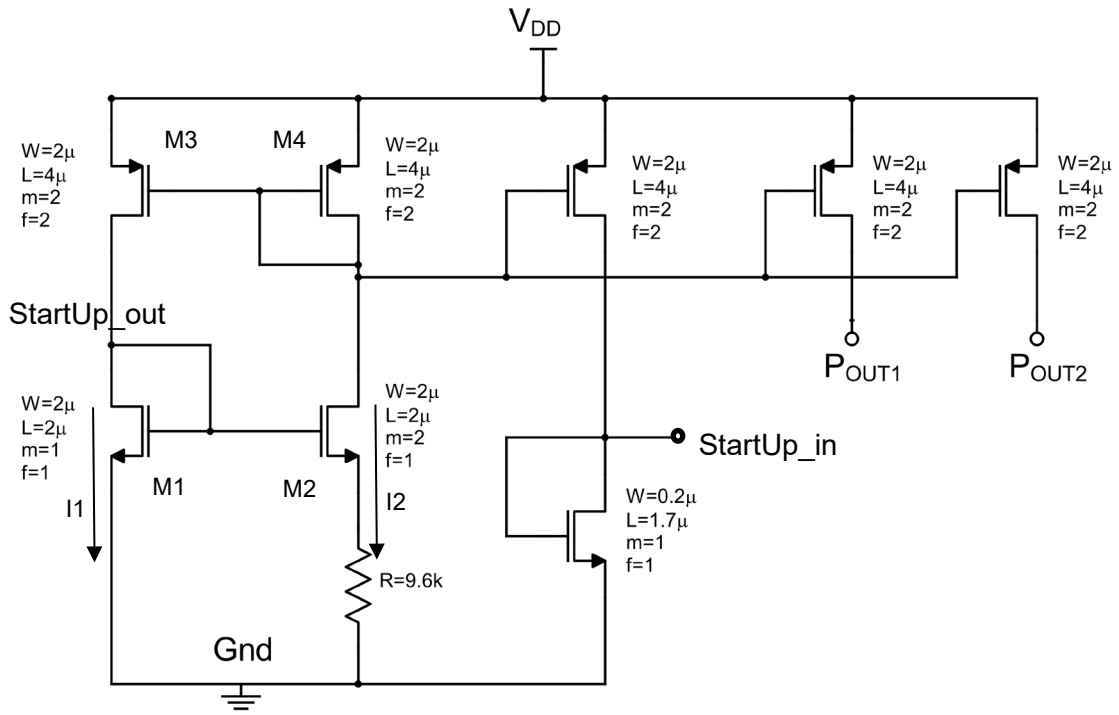 V_DD
M3
M4
W=2μ
L=4μ
m=2
f=2
W=2μ
L=4μ
m=2
f=2
W=2μ
L=4μ
m=2
f=2
W=2μ
L=4μ
m=2
f=2
W=2μ
L=4μ
m=2
f=2
StartUp_out
P_OUT1
P_OUT2
W=2μ
L=2μ
m=1
f=1
W=2μ
L=2μ
m=2
f=1
StartUp_in
M1
M2
I1
I2
W=0.2μ
L=1.7μ
m=1
f=1
R=9.6k
Gnd